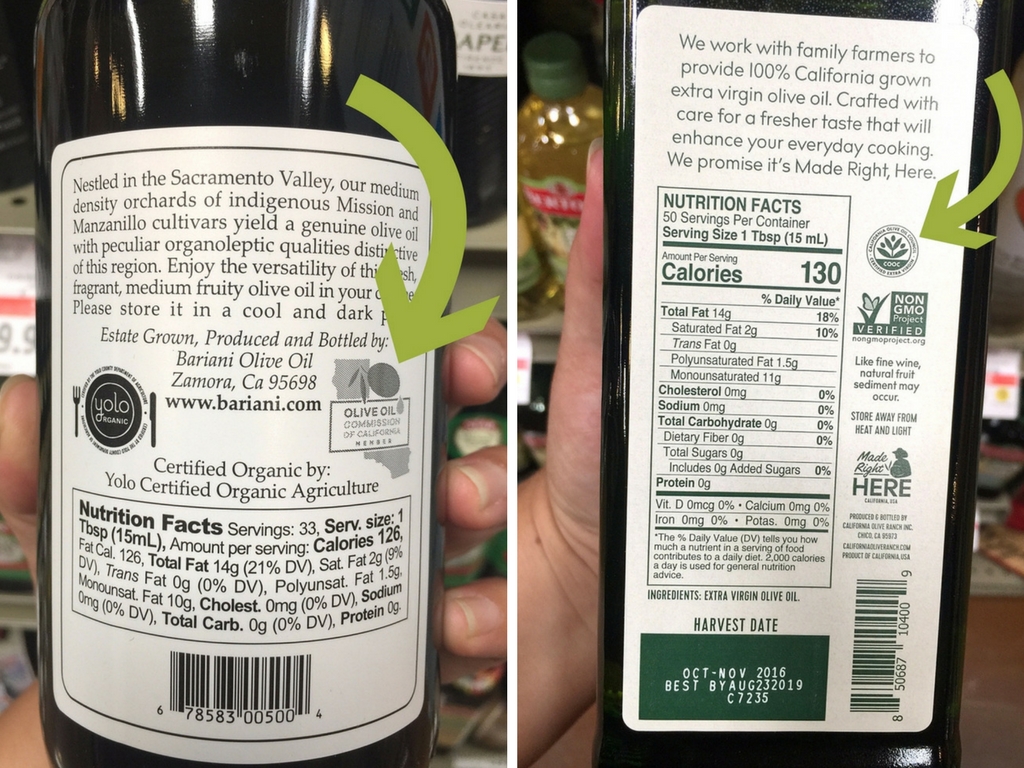 Nestled in the Sacramento Valley, our medium
density orchards of indigenous Mission and
Manzanillo cultivars yield a genuine olive oil
with peculiar organoleptic qualities distinctive
of this region. Enjoy the versatility of this
fragrant, medium fruity olive oil in your
Please store it in a cool and dark
Estate Grown, Produced and Bottled by:
Bariani Olive Oil
Zamora, Ca 95698
www.bariani.com
yolo
ORGANIC
OLIVE OIL
COMMISSION
OF CALIFORNIA
MEMBER
Certified Organic by:
Yolo Certified Organic Agriculture
Nutrition Facts Servings: 33, Serv. size: 1
Tbsp (15mL), Amount per serving: Calories 126,
Fat Cal. 126, Total Fat 14g (21% DV), Sat. Fat 2g (9%
DV), Trans Fat 0g (0% DV), Polyunsat. Fat 1.5g,
Monounsat. Fat 10g, Cholest. 0mg (0% DV), Sodium
0mg (0% DV), Total Carb. 0g (0% DV), Protein 0g.
6 78583 00500 4
We work with family farmers to
provide 100% California grown
extra virgin olive oil. Crafted with
care for a fresher taste that will
enhance your everyday cooking.
We promise it's Made Right, Here.
NUTRITION FACTS
50 Servings Per Container
Serving Size 1 Tbsp (15 mL)
Amount Per Serving
Calories 130
% Daily Value*
Total Fat 14g 18%
Saturated Fat 2g 10%
Trans Fat 0g
Polyunsaturated Fat 1.5g
Monounsaturated 11g
Cholesterol 0mg 0%
Sodium 0mg 0%
Total Carbohydrate 0g 0%
Dietary Fiber 0g 0%
Total Sugars 0g
Includes 0g Added Sugars 0%
Protein 0g
Vit. D 0mcg 0% • Calcium 0mg 0%
Iron 0mg 0% • Potas. 0mg 0%
*The % Daily Value (DV) tells you how
much a nutrient in a serving of food
contributes to a daily diet. 2,000 calories
a day is used for general nutrition
advice.
INGREDIENTS: EXTRA VIRGIN OLIVE OIL.
HARVEST DATE
OCT-NOV 2016
BEST BYAUG232019
C7235
CALIFORNIA OLIVE OIL COUNCIL
COOC
CERTIFIED EXTRA VIRGIN
NON
GMO
Project
VERIFIED
nongmoproject.org
Like fine wine,
natural fruit
sediment may
occur.
STORE AWAY FROM
HEAT AND LIGHT
Made
Right
HERE
CALIFORNIA, USA
PRODUCED & BOTTLED BY
CALIFORNIA OLIVE RANCH INC.
CHICO, CA 95973
CALIFORNIAOLIVERANCH.COM
PRODUCT OF CALIFORNIA, USA
8 50687 10400 9